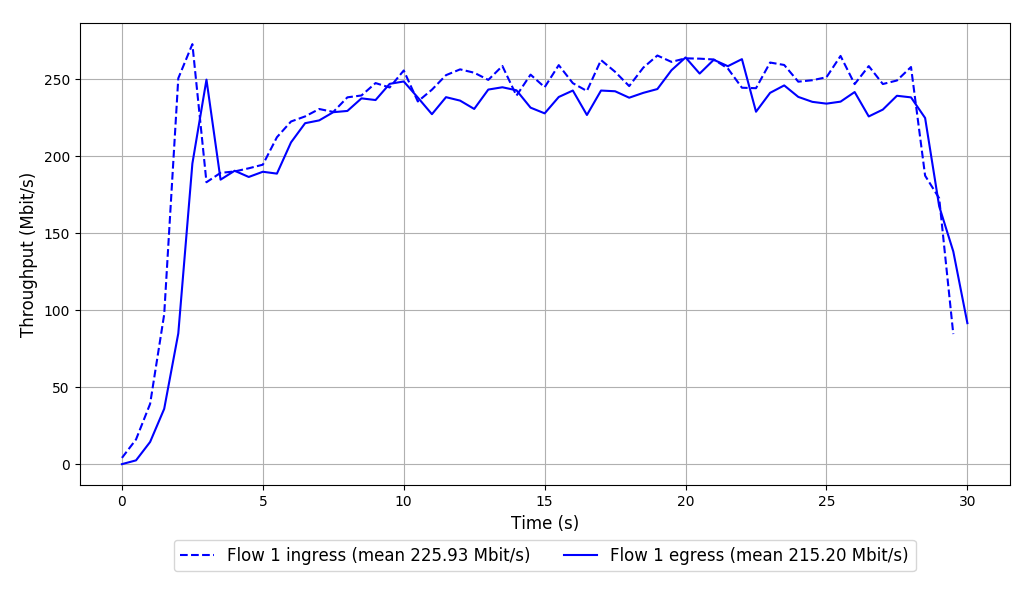 250
200
150
100
50
0
Throughput (Mbit/s)
0 5 10 15 20 25 30
Time (s)
Flow 1 ingress (mean 225.93 Mbit/s) Flow 1 egress (mean 215.20 Mbit/s)